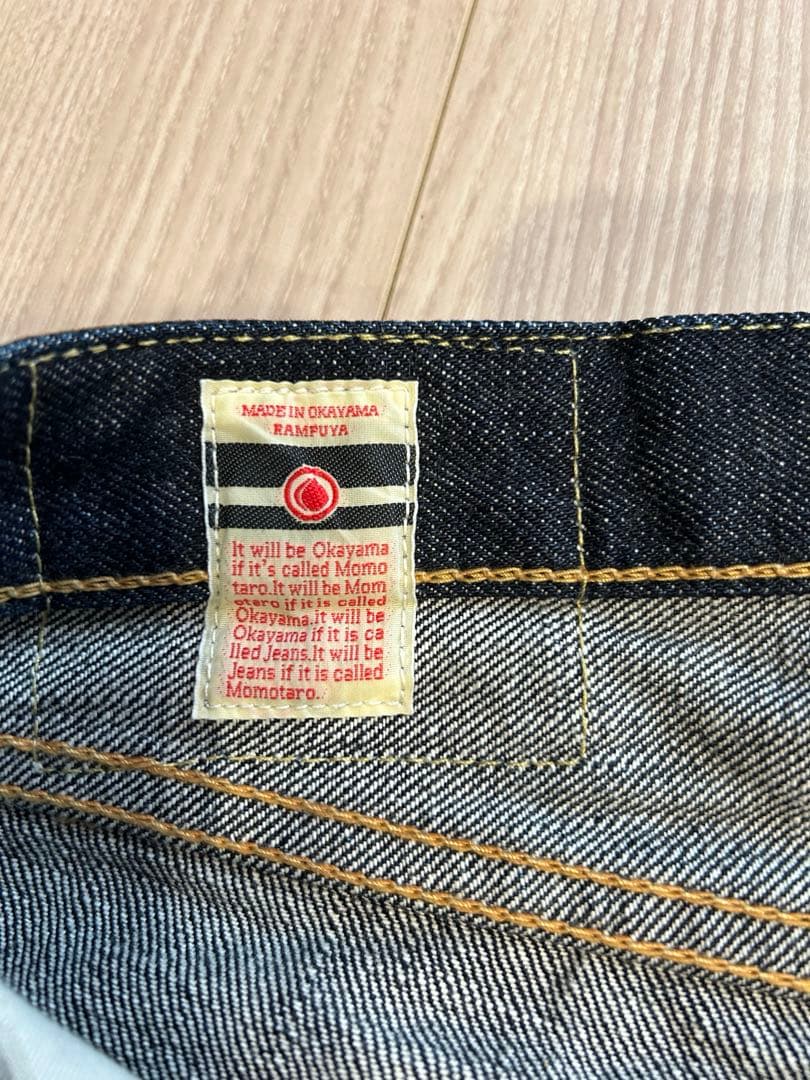 MADE IN OKAYAMA
RAMPUYA
It will be Okayama
if it's called Momo
taro.It will be Mom
otaro if it is called
Okayama.it will be
Okayama if it is ca
lled Jeans.It will be
Jeans if it is called
Momotaro.